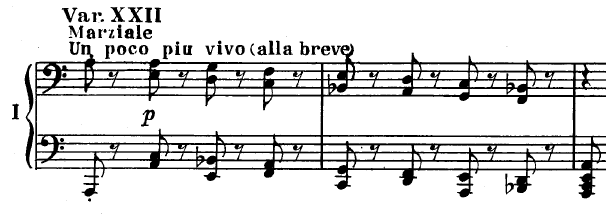 Var. XXII
Marziale
Un poco piu vivo (alla breve)
I
p